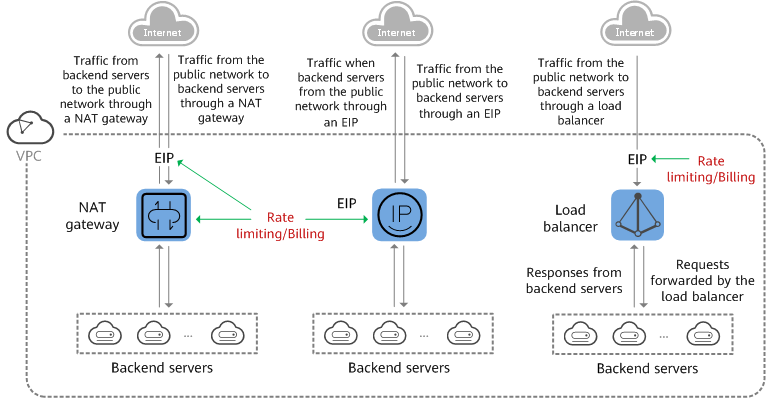 Internet
Internet
Internet
Traffic from
backend servers
to the public
network through
a NAT gateway
Traffic from the
public network to
backend servers
through a NAT
gateway
Traffic when
backend servers
from the public
network through
an EIP
Traffic from the
public network to
backend servers
through an EIP
Traffic from the
public network to
backend servers
through a load
balancer
VPC
EIP
EIP
Rate
limiting/Billing
NAT
gateway
Rate
limiting/Billing
EIP
IP
Load
balancer
Responses from
backend servers
Requests
forwarded by the
load balancer
...
...
...
Backend servers
Backend servers
Backend servers